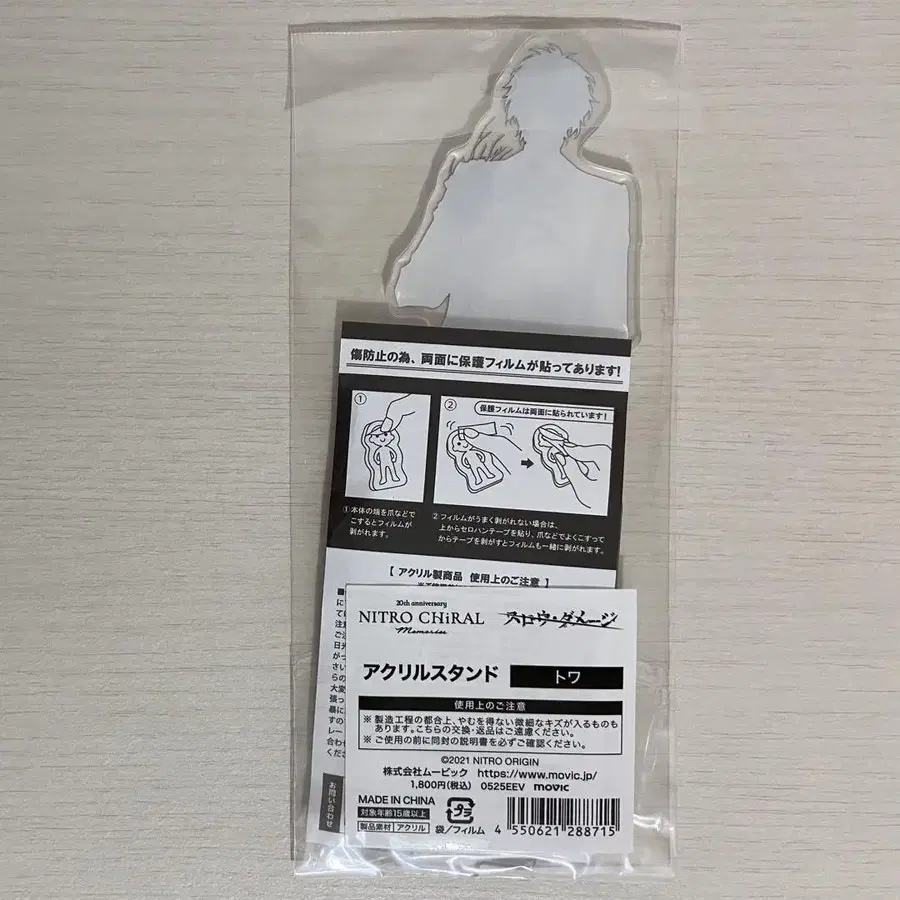 傷防止の為、両面に保護フィルムが貼ってあります!
①
②
保護フィルムは両面に貼られています!
①本体の端を爪などで
こするとフィルムが
剥がれます。
②フィルムがうまく剥がれない場合は、
上からセロハンテープを貼り、爪などでよくこすって
からテープを剥がすとフィルムも一緒に剥がれます。
【 アクリル製商品 使用上のご注意 】
20th anniversary
NITRO CHiRAL
Memories
スロウ・ダメージ
アクリルスタンド
トワ
使用上のご注意
※ 製造工程の都合上、やむを得ない微細なキズが入るものも
あります。こちらの交換・返品はご遠慮ください。
※ ご使用の前に同封の説明書を必ずご確認ください。
©2021 NITRO ORIGIN
株式会社ムービック https://www.movic.jp/
1,800円(税込) 0525EEV movic
MADE IN CHINA
対象年齢15歳以上
製品素材 アクリル
プラ
袋/フィルム
4 550621 288715
お問い合わせ